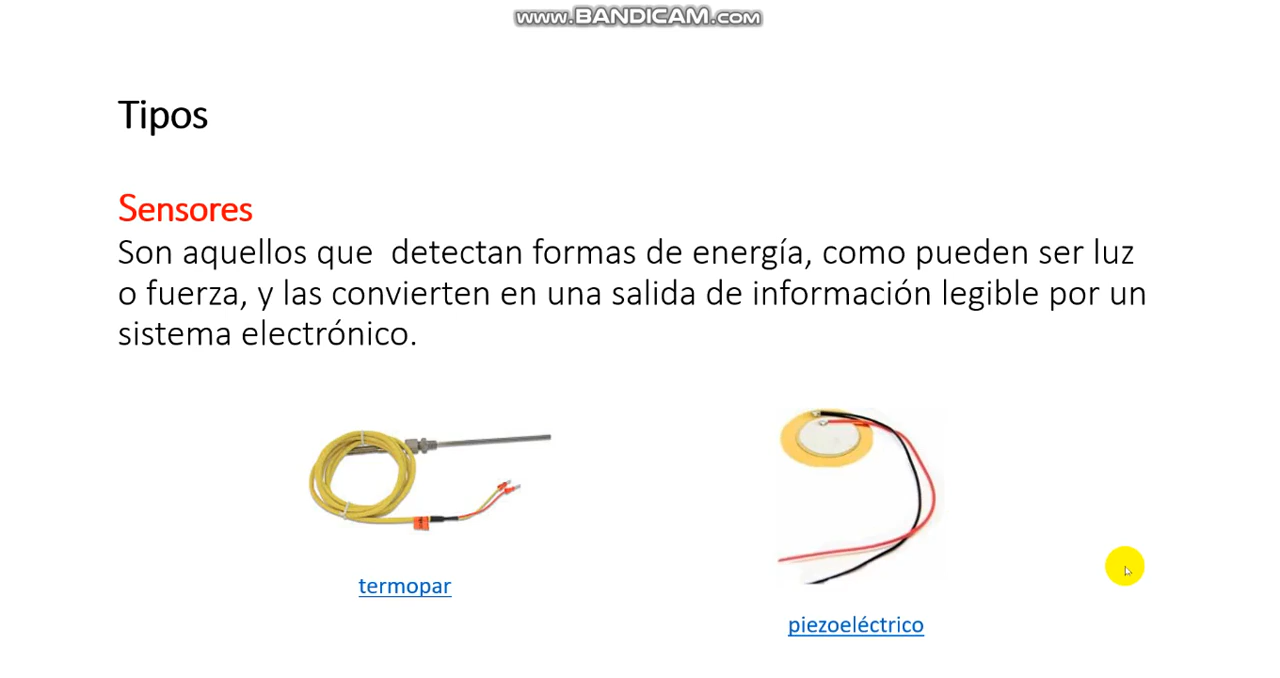 www.BANDICAM.com
Tipos
Sensores
Son aquellos que  detectan formas de energía, como pueden ser luz
o fuerza, y las convierten en una salida de información legible por un
sistema electrónico.
termopar
piezoeléctrico